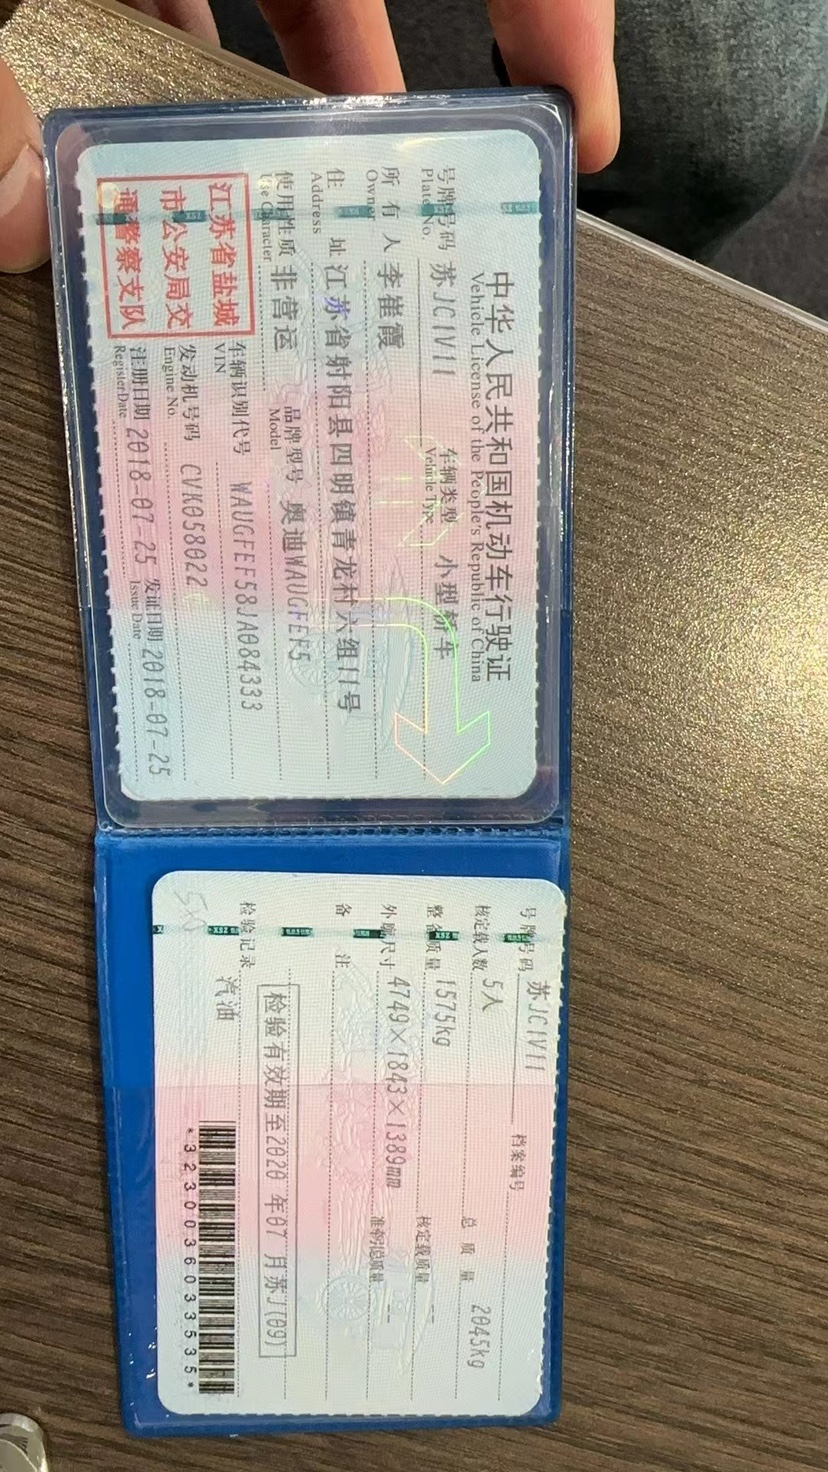 中华人民共和国机动车行驶证
Vehicle License of the People's Republic of China
号牌号码 苏JC1V11 车辆类型 小型轿车
Plate No. Vehicle Type
所有人 李崔霞
Owner
住址 江苏省射阳县四明镇青龙村六组11号
Address
使用性质 非营运 品牌型号 奥迪WAUGFEF5
Use Character Model
江苏省盐城
市公安局交
通警察支队
车辆识别代号 WAUGFEF58JA084333
VIN
发动机号码 CVK058022
Engine No.
注册日期 2018-07-25 发证日期 2018-07-25
Register Date Issue Date
号牌号码 苏JC1V11 档案编号
核定载人数 5人 总质量 2045kg
整备质量 1575kg 核定载质量 --
外廓尺寸 4749×1843×1389mm 准牵引总质量 --
备注
检验有效期至2020 年07 月苏J(09)
检验记录
汽油
*3230036033535*